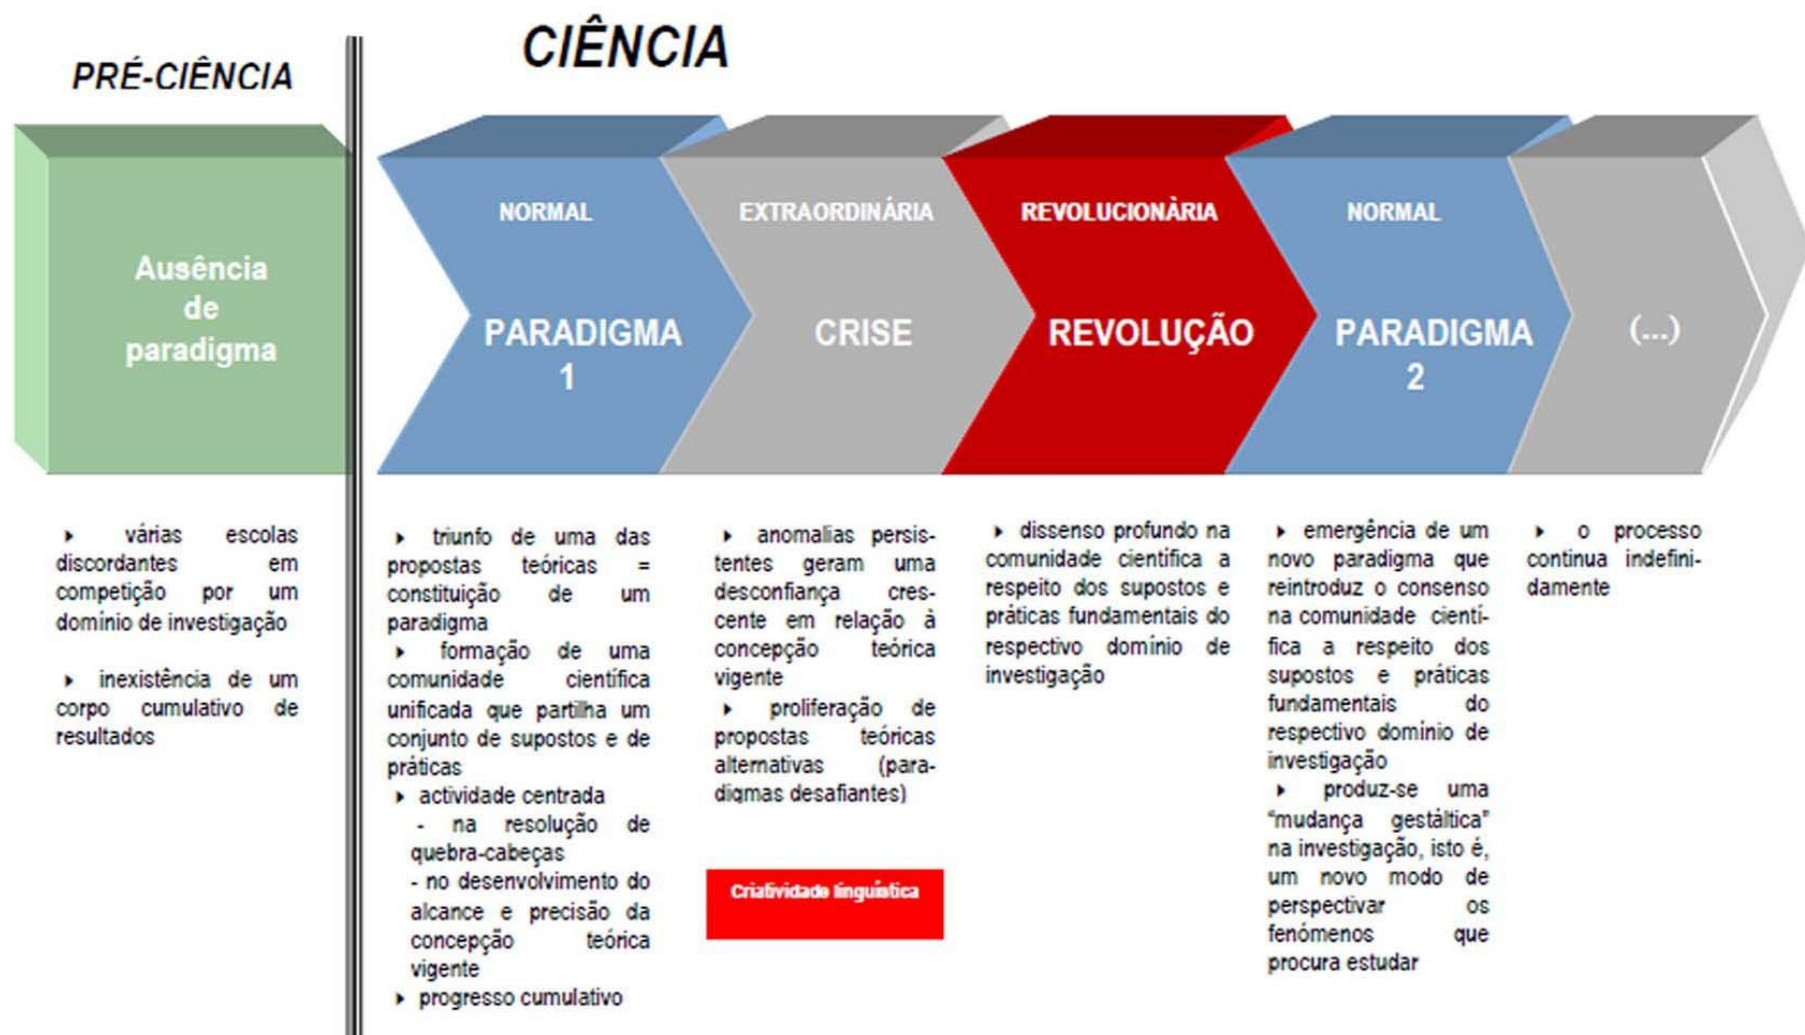 PRÉ-CIÊNCIA
CIÊNCIA
Ausência
de
paradigma
NORMAL
PARADIGMA
1
EXTRAORDINÁRIA
CRISE
REVOLUCIONÀRIA
REVOLUÇÃO
NORMAL
PARADIGMA
2
(...)
▸ várias escolas
discordantes em
competição por um
domínio de investigação
▸ inexistência de um
corpo cumulativo de
resultados
▸ triunfo de uma das
propostas teóricas =
constituição de um
paradigma
▸ formação de uma
comunidade científica
unificada que partilha um
conjunto de supostos e de
práticas
▸ actividade centrada
- na resolução de
quebra-cabeças
- no desenvolvimento do
alcance e precisão da
concepção teórica
vigente
▸ progresso cumulativo
▸ anomalias persis-
tentes geram uma
desconfiança cres-
cente em relação à
concepção teórica
vigente
▸ proliferação de
propostas teóricas
alternativas (para-
digmas desafiantes)
Criatividade linguística
▸ dissenso profundo na
comunidade científica a
respeito dos supostos e
práticas fundamentais do
respectivo domínio de
investigação
▸ emergência de um
novo paradigma que
reintroduz o consenso
na comunidade cientí-
fica a respeito dos
supostos e práticas
fundamentais do
respectivo domínio de
investigação
▸ produz-se uma
“mudança gestáltica”
na investigação, isto é,
um novo modo de
perspectivar os
fenómenos que
procura estudar
▸ o processo
continua indefini-
damente